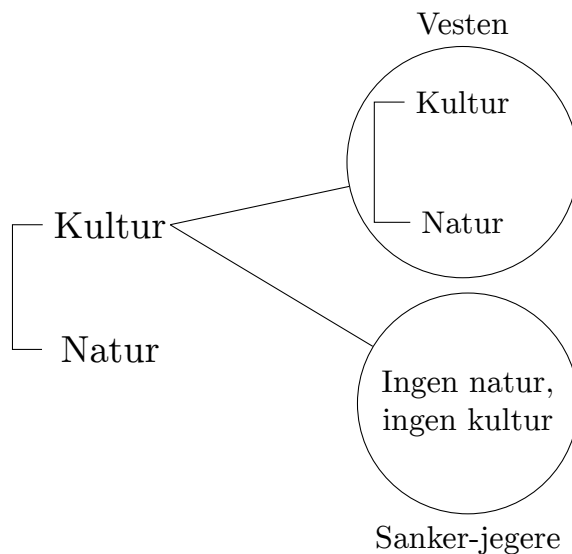 Vesten
Kultur
Natur
Kultur
Natur
Ingen natur,
ingen kultur
Sanker-jegere